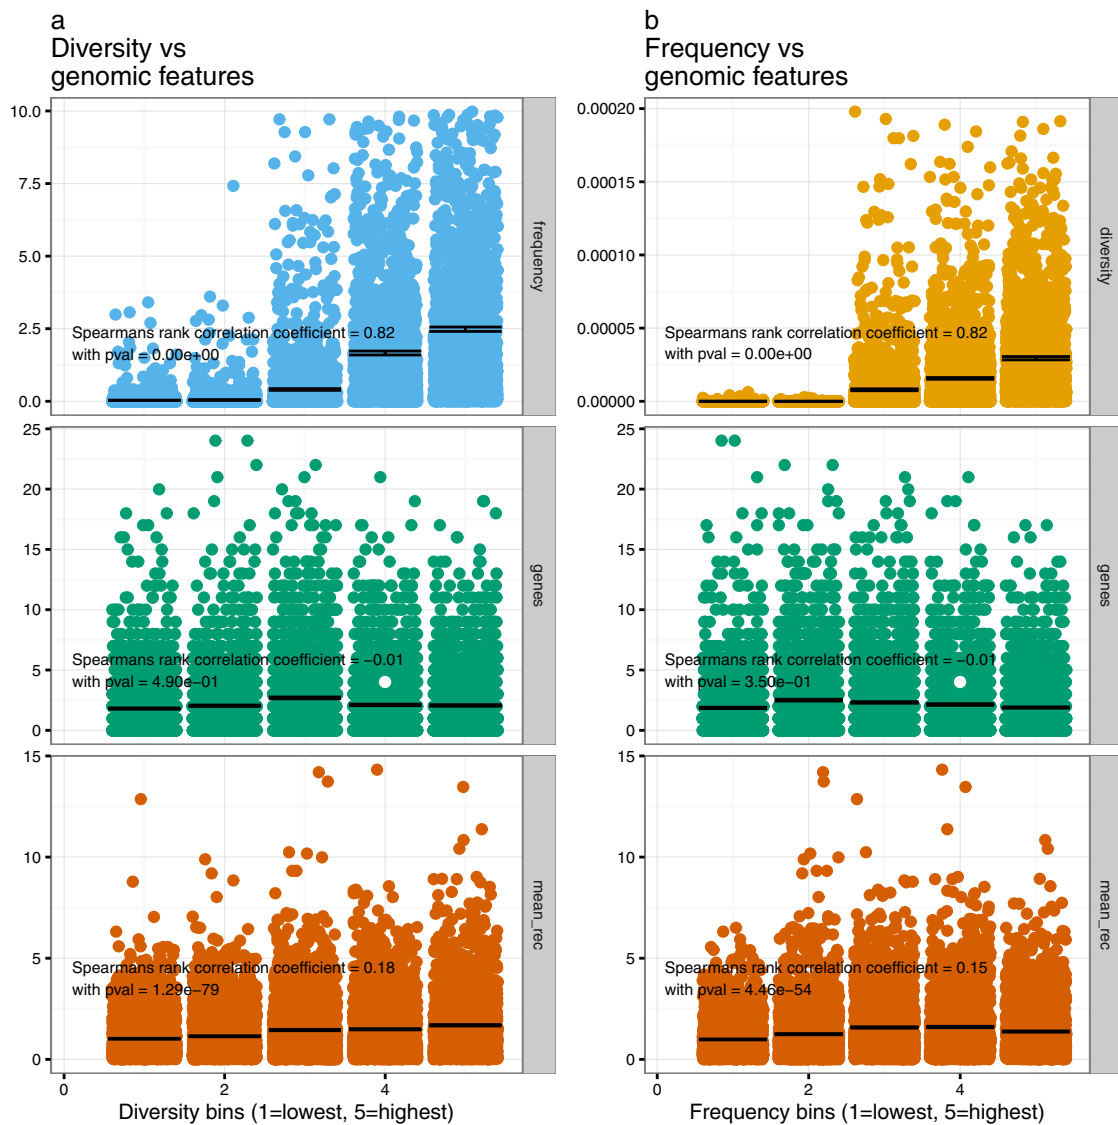 a
Diversity vs
genomic features
10.0
7.5
5.0
2.5
0.0
Spearmans rank correlation coefficient = 0.82
with pval = 0.00e+00
frequency
25
20
15
10
5
0
Spearmans rank correlation coefficient = −0.01
with pval = 4.90e−01
genes
15
10
5
0
Spearmans rank correlation coefficient = 0.18
with pval = 1.29e−79
mean_rec
0
2
4
Diversity bins (1=lowest, 5=highest)
b
Frequency vs
genomic features
0.00020
0.00015
0.00010
0.00005
0.00000
Spearmans rank correlation coefficient = 0.82
with pval = 0.00e+00
diversity
25
20
15
10
5
0
Spearmans rank correlation coefficient = −0.01
with pval = 3.50e−01
genes
15
10
5
0
Spearmans rank correlation coefficient = 0.15
with pval = 4.46e−54
mean_rec
0
2
4
Frequency bins (1=lowest, 5=highest)